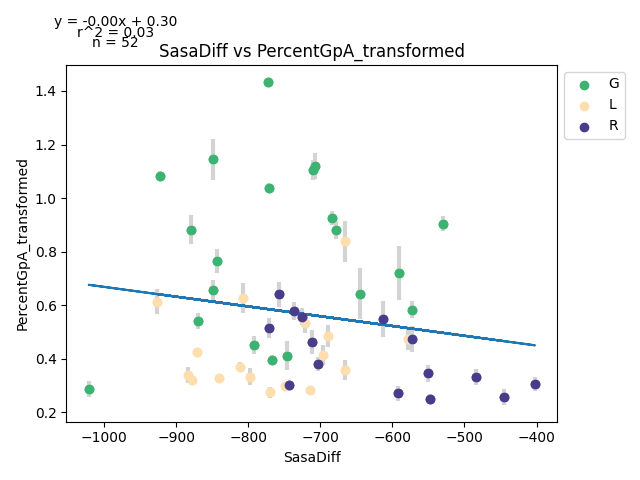 y = -0.00x + 0.30
r^2 = 0.03
n = 52
SasaDiff vs PercentGpA_transformed
G
L
R
PercentGpA_transformed
1.4
1.2
1.0
0.8
0.6
0.4
0.2
−1000 −900 −800 −700 −600 −500 −400
SasaDiff